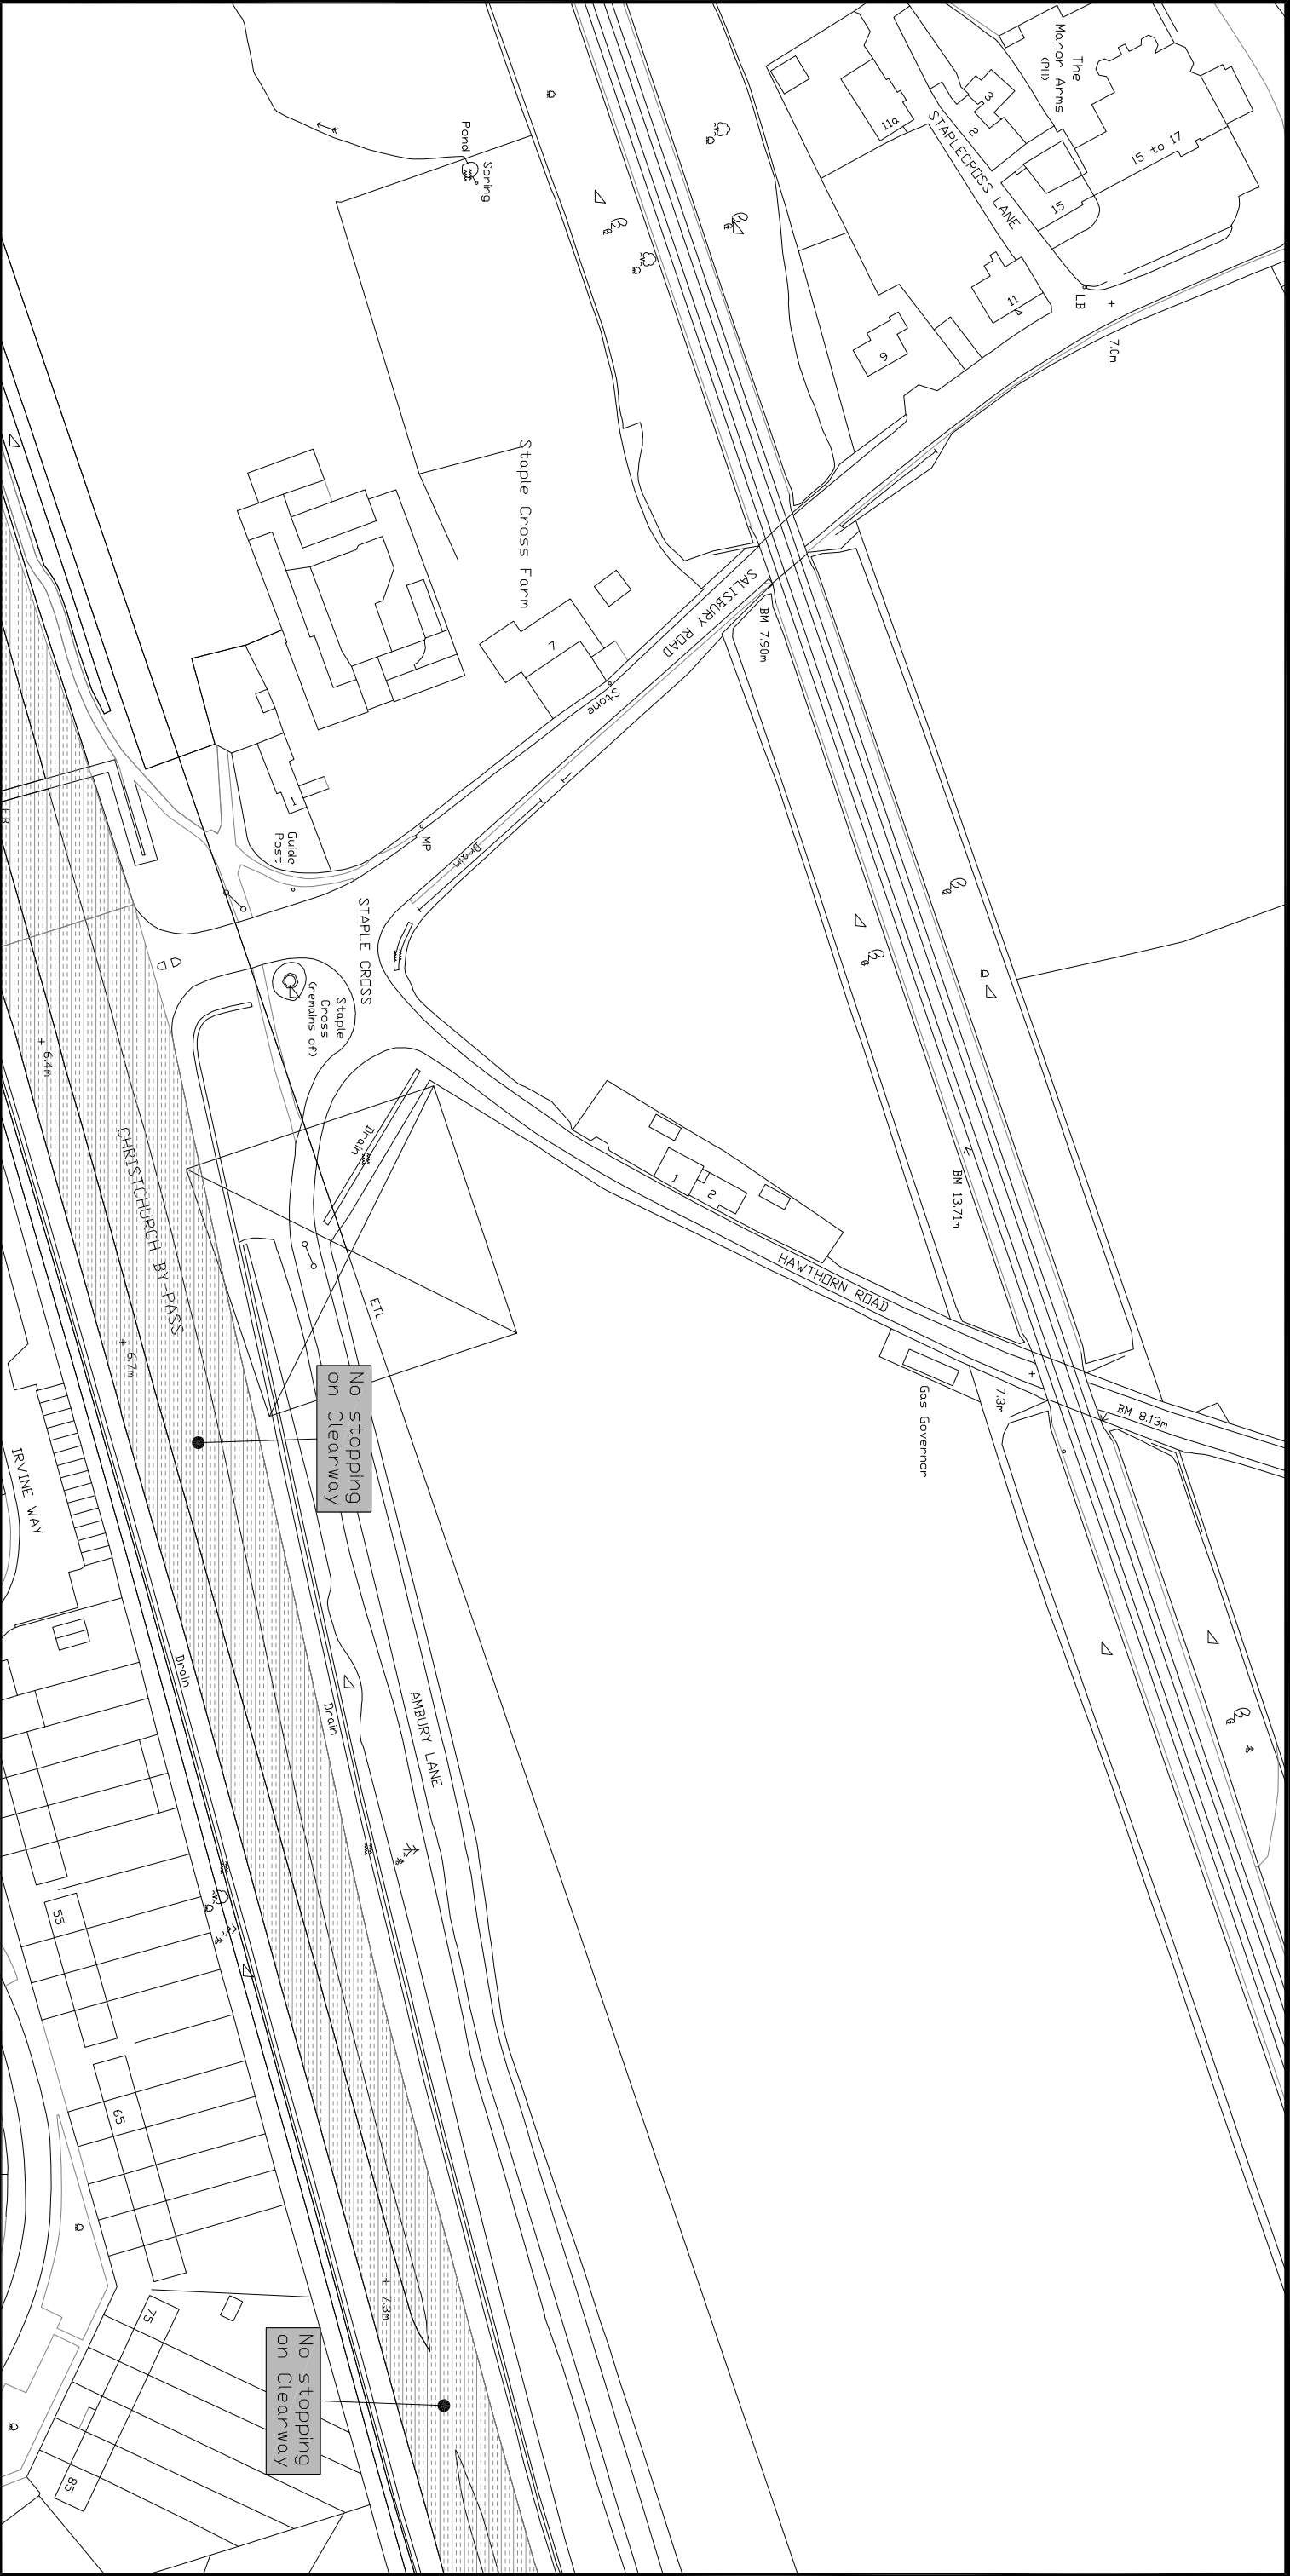 The
Manor Arms
(PH)
3
2
11a
STAPLECROSS LANE
15 to 17
15
11
9
LB
7.0m
Pond
Spring
Staple Cross Farm
7
SALISBURY ROAD
BM 7.90m
Stone
1
Guide
Post
MP
Drain
STAPLE CROSS
Staple
Cross
(remains of)
FB
6.4m
CHRISTCHURCH BY-PASS
6.7m
Drain
ETL
1
2
HAWTHORN ROAD
BM 13.71m
BM 8.13m
7.3m
Gas Governor
No stopping
on Clearway
IRVINE WAY
Drain
Drain
AMBURY LANE
55
65
7.3m
75
85
No stopping
on Clearway